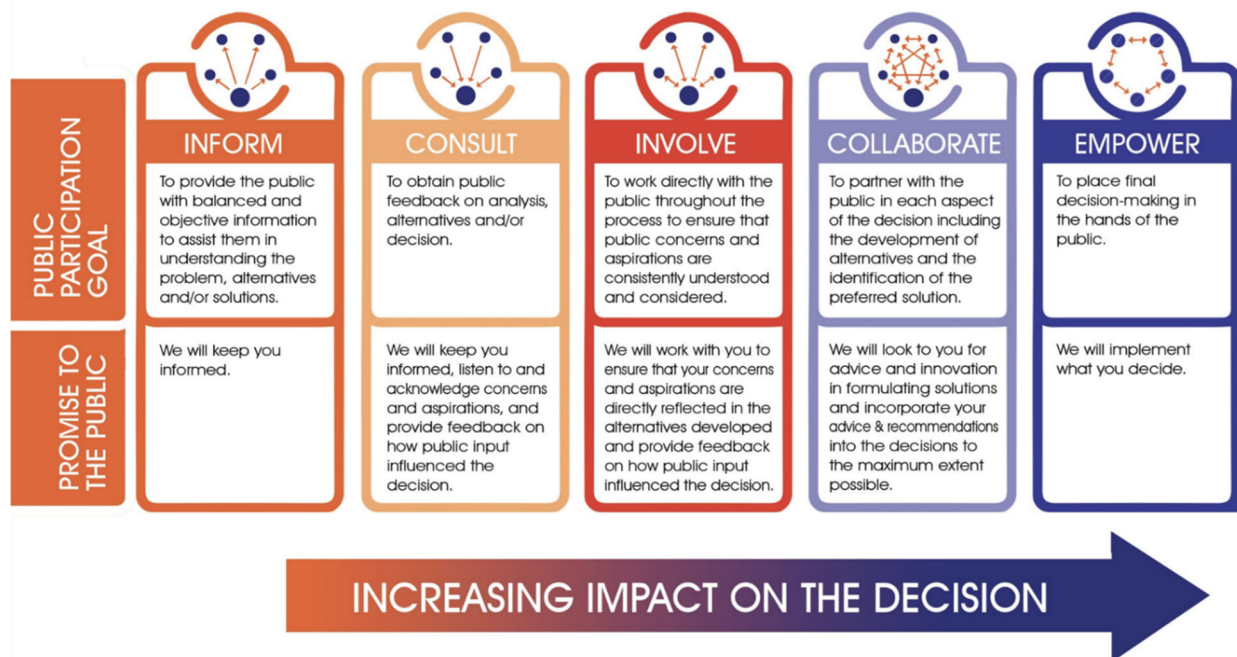 PUBLIC
PARTICIPATION
GOAL
INFORM
To provide the public
with balanced and
objective information
to assist them in
understanding the
problem, alternatives
and/or solutions.
CONSULT
To obtain public
feedback on analysis,
alternatives and/or
decision.
INVOLVE
To work directly with the
public throughout the
process to ensure that
public concerns and
aspirations are
consistently understood
and considered.
COLLABORATE
To partner with the
public in each aspect
of the decision including
the development of
alternatives and the
identification of the
preferred solution.
EMPOWER
To place final
decision-making in
the hands of the
public.
PROMISE TO
THE PUBLIC
We will keep you
informed.
We will keep you
informed, listen to and
acknowledge concerns
and aspirations, and
provide feedback on
how public input
influenced the
decision.
We will work with you to
ensure that your concerns
and aspirations are
directly reflected in the
alternatives developed
and provide feedback
on how public input
influenced the decision.
We will look to you for
advice and innovation
in formulating solutions
and incorporate your
advice & recommendations
into the decisions to
the maximum extent
possible.
We will implement
what you decide.
INCREASING IMPACT ON THE DECISION